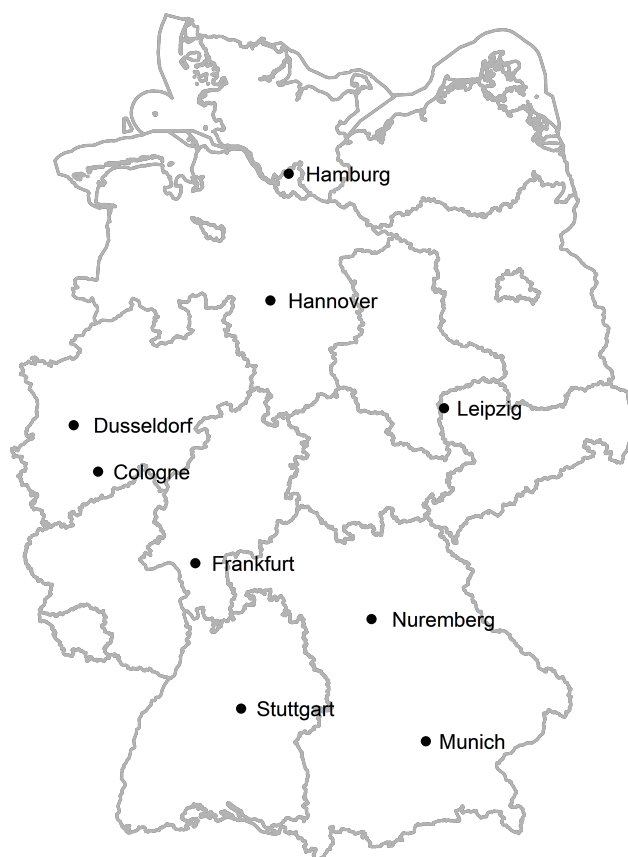 Hamburg
Hannover
Leipzig
Dusseldorf
Cologne
Frankfurt
Nuremberg
Stuttgart
Munich